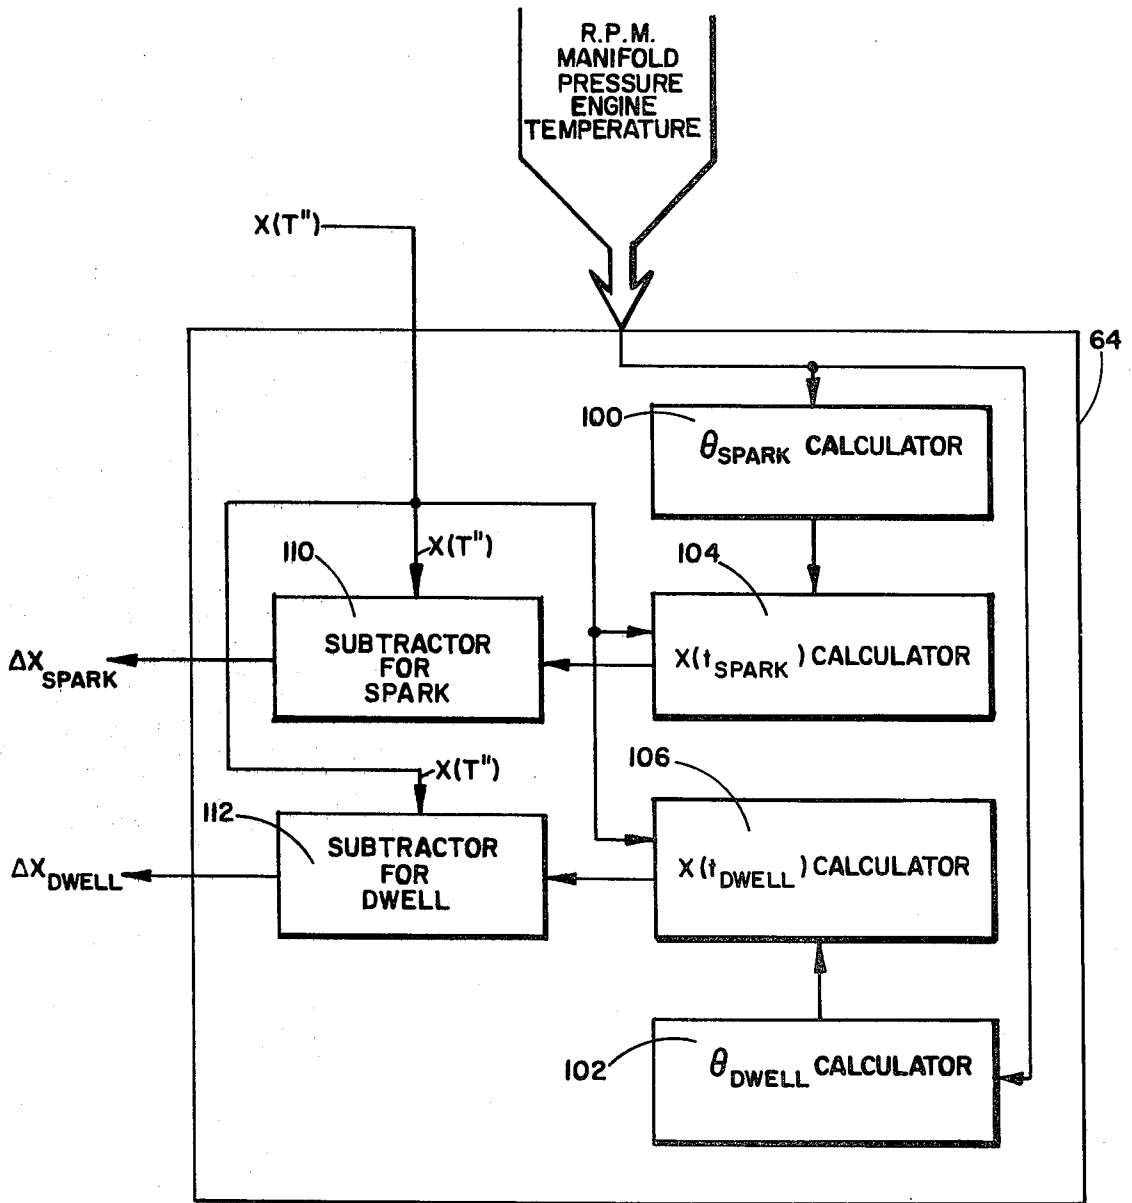 R.P.M.
MANIFOLD
PRESSURE
ENGINE
TEMPERATURE
X(T")
64
100
θSPARK CALCULATOR
X(T")
110
104
SUBTRACTOR
FOR
SPARK
X(tSPARK) CALCULATOR
ΔXSPARK
X(T")
106
112
SUBTRACTOR
FOR
DWELL
X(tDWELL) CALCULATOR
ΔXDWELL
102
θDWELL CALCULATOR